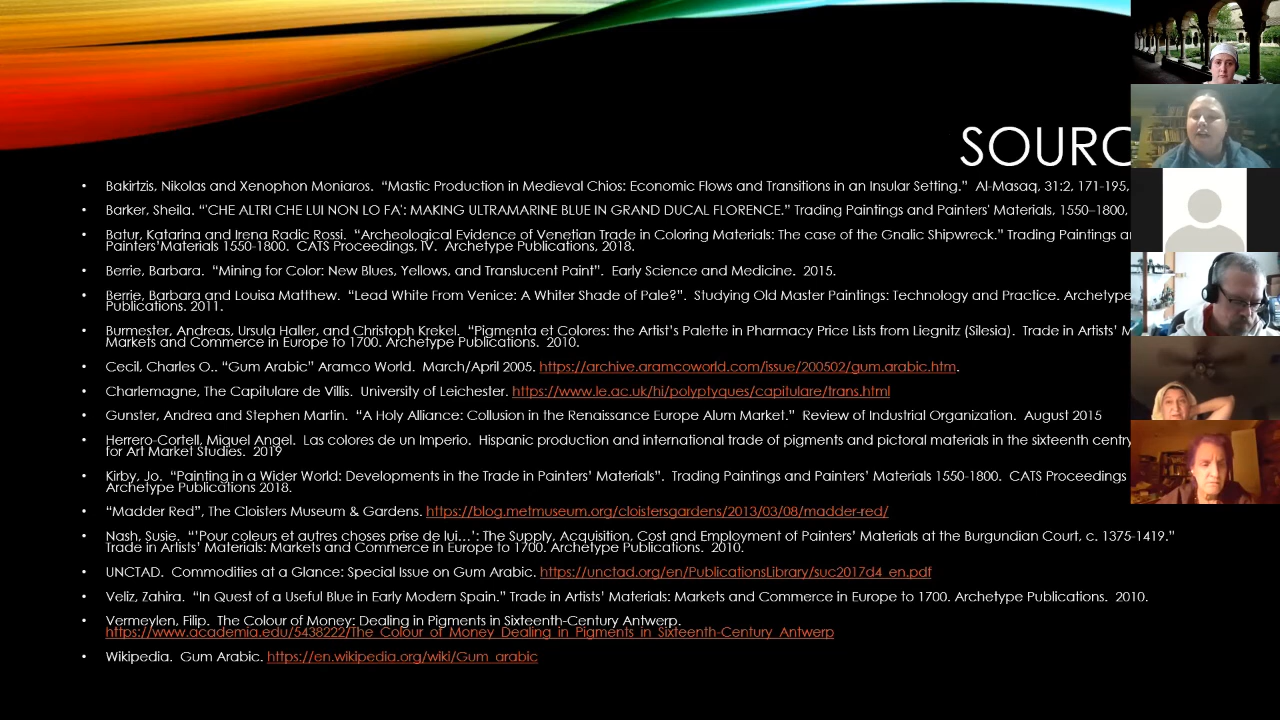 SOURC
• Bakirtzis, Nikolas and Xenophon Moniaros.  “Mastic Production in Medieval Chios: Economic Flows and Transitions in an Insular Setting.”  Al-Masaq, 31:2, 171-195,
• Barker, Sheila. “'CHE ALTRI CHE LUI NON LO FA': MAKING ULTRAMARINE BLUE IN GRAND DUCAL FLORENCE.” Trading Paintings and Painters' Materials, 1550–1800,
• Batur, Katarina and Irena Radic Rossi.  “Archeological Evidence of Venetian Trade in Coloring Materials: The case of the Gnalic Shipwreck.” Trading Paintings
Painters’Materials 1550-1800.  CATS Proceedings, IV.  Archetype Publications, 2018.
• Berrie, Barbara.  “Mining for Color: New Blues, Yellows, and Translucent Paint”.  Early Science and Medicine.  2015.
• Berrie, Barbara and Louisa Matthew.  “Lead White From Venice: A Whiter Shade of Pale?”.  Studying Old Master Paintings: Technology and Practice. Archetype
Publications. 2011.
• Burmester, Andreas, Ursula Haller, and Christoph Krekel.  “Pigmenta et Colores: the Artist’s Palette in Pharmacy Price Lists from Liegnitz (Silesia).  Trade in Artists’ M
Markets and Commerce in Europe to 1700. Archetype Publications.  2010.
• Cecil, Charles O.. “Gum Arabic” Aramco World.  March/April 2005. https://archive.aramcoworld.com/issue/200502/gum.arabic.htm.
• Charlemagne, The Capitulare de Villis.  University of Leichester. https://www.le.ac.uk/hi/polyptyques/capitulare/trans.html
• Gunster, Andrea and Stephen Martin.  “A Holy Alliance: Collusion in the Renaissance Europe Alum Market.”  Review of Industrial Organization.  August 2015
• Herrero-Cortell, Miguel Angel.  Las colores de un Imperio.  Hispanic production and international trade of pigments and pictoral materials in the sixteenth centry
for Art Market Studies.  2019
• Kirby, Jo.  “Painting in a Wider World: Developments in the Trade in Painters’ Materials”.  Trading Paintings and Painters’ Materials 1550-1800.  CATS Proceedings
Archetype Publications 2018.
• “Madder Red”, The Cloisters Museum & Gardens. https://blog.metmuseum.org/cloistersgardens/2013/03/08/madder-red/
• Nash, Susie.  “’Pour coleurs et autres choses prise de lui…’: The Supply, Acquisition, Cost and Employment of Painters’ Materials at the Burgundian Court, c. 1375-1419.”
Trade in Artists’ Materials: Markets and Commerce in Europe to 1700. Archetype Publications.  2010.
• UNCTAD.  Commodities at a Glance: Special Issue on Gum Arabic. https://unctad.org/en/PublicationsLibrary/suc2017d4_en.pdf
• Veliz, Zahira.  “In Quest of a Useful Blue in Early Modern Spain.” Trade in Artists’ Materials: Markets and Commerce in Europe to 1700. Archetype Publications.  2010.
• Vermeylen, Filip.  The Colour of Money: Dealing in Pigments in Sixteenth-Century Antwerp.
https://www.academia.edu/5438222/The_Colour_of_Money_Dealing_in_Pigments_in_Sixteenth-Century_Antwerp
• Wikipedia.  Gum Arabic. https://en.wikipedia.org/wiki/Gum_arabic